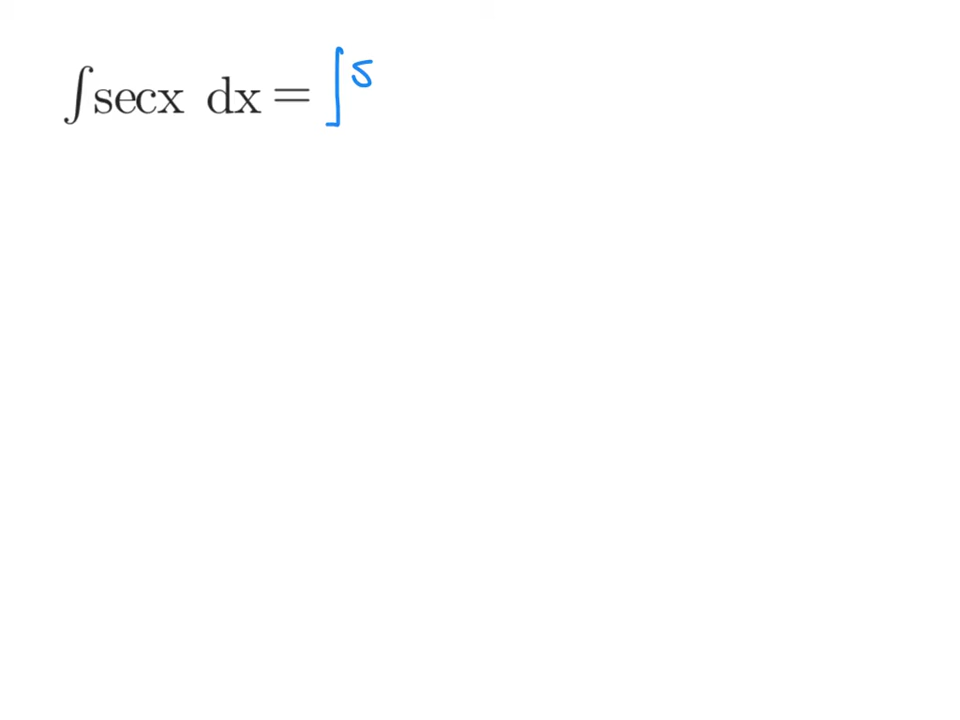 ∫secx dx = ∫s